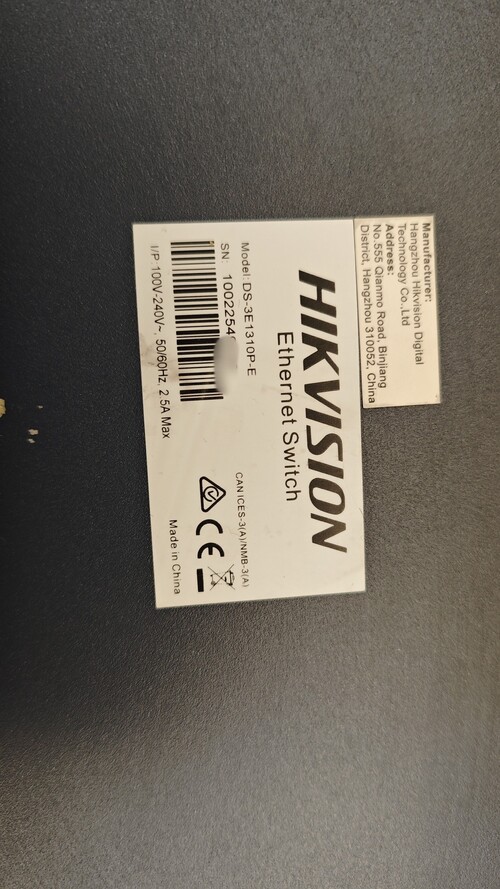 Manufacturer:
Hangzhou Hikvision Digital
Technology Co.,Ltd
Address:
No.555 Qianmo Road, Binjiang
District, Hangzhou 310052, China
HIKVISION
Ethernet Switch
Model: DS-3E1310P-E
SN: 1002254
I/P: 100V-240V~, 50/60Hz, 2.5A Max
CAN ICES-3(A)/NMB-3(A)
CE
Made in China